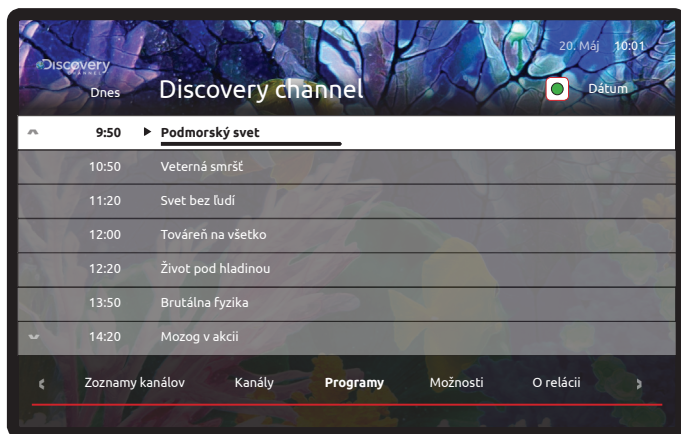 20. Máj 10:01
Discovery
CHANNEL
Dnes Discovery channel Dátum
9:50 Podmorský svet
10:50 Veterná smršť
11:20 Svet bez ľudí
12:00 Továreň na všetko
12:20 Život pod hladinou
13:50 Brutálna fyzika
14:20 Mozog v akcii
Zoznamy kanálov Kanály Programy Možnosti O relácii